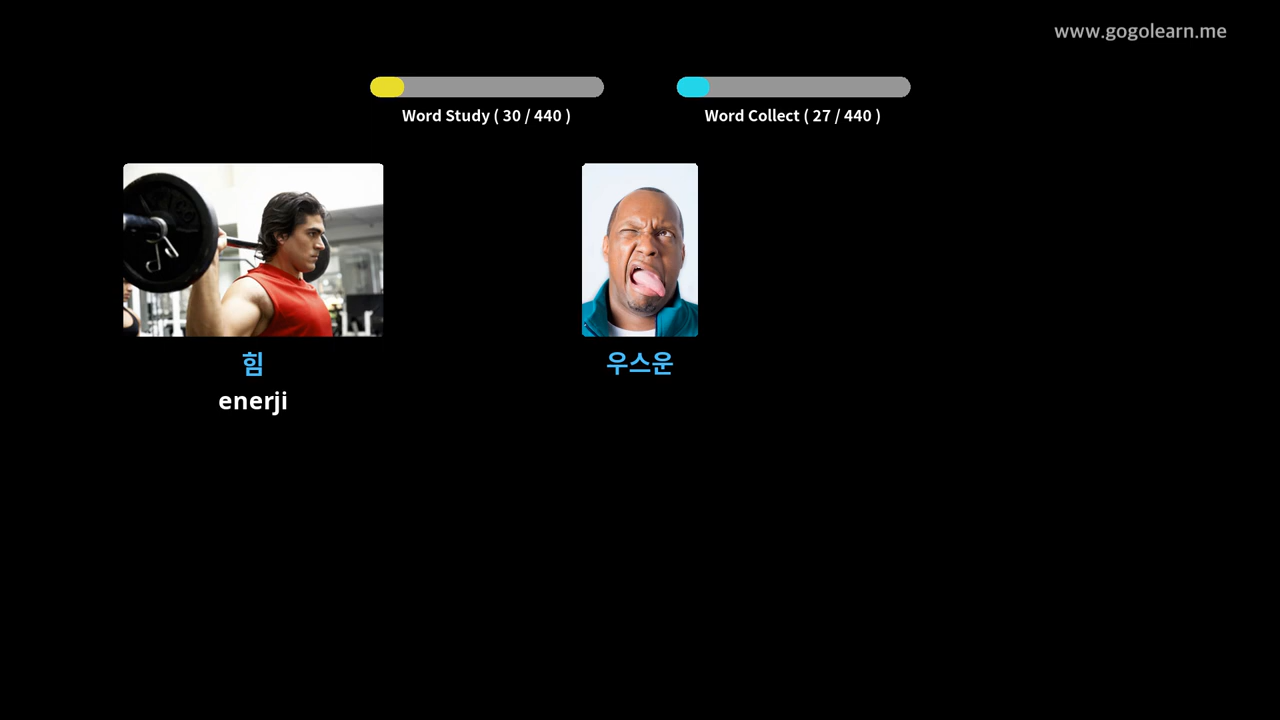 www.gogolearn.me
Word Study ( 30 / 440 )
Word Collect ( 27 / 440 )
힘
enerji
우스운